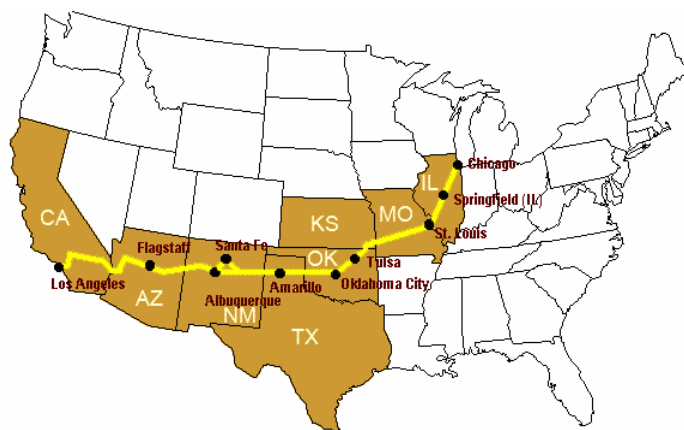 Chicago
IL
Springfield (IL)
KS
MO
CA
St. Louis
Santa Fe
Flagstaff
OK
Tulsa
Los Angeles
Amarillo
Oklahoma City
AZ
Albuquerque
NM
TX